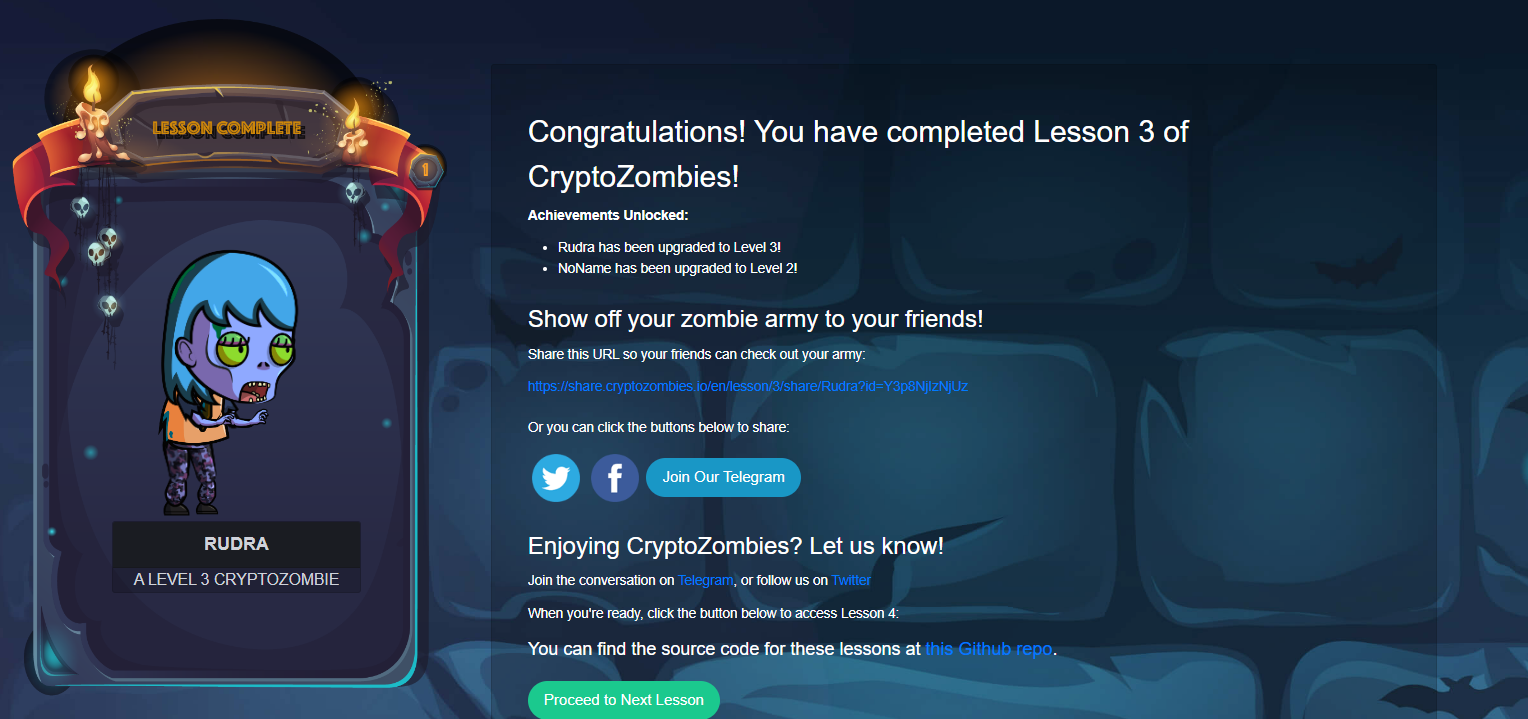 LESSON COMPLETE
1
RUDRA
A LEVEL 3 CRYPTOZOMBIE
Congratulations! You have completed Lesson 3 of
CryptoZombies!
Achievements Unlocked:
Rudra has been upgraded to Level 3!
NoName has been upgraded to Level 2!
Show off your zombie army to your friends!
Share this URL so your friends can check out your army:
https://share.cryptozombies.io/en/lesson/3/share/Rudra?id=Y3p8NjIzNjUz
Or you can click the buttons below to share:
Join Our Telegram
Enjoying CryptoZombies? Let us know!
Join the conversation on Telegram, or follow us on Twitter
When you're ready, click the button below to access Lesson 4:
You can find the source code for these lessons at this Github repo.
Proceed to Next Lesson